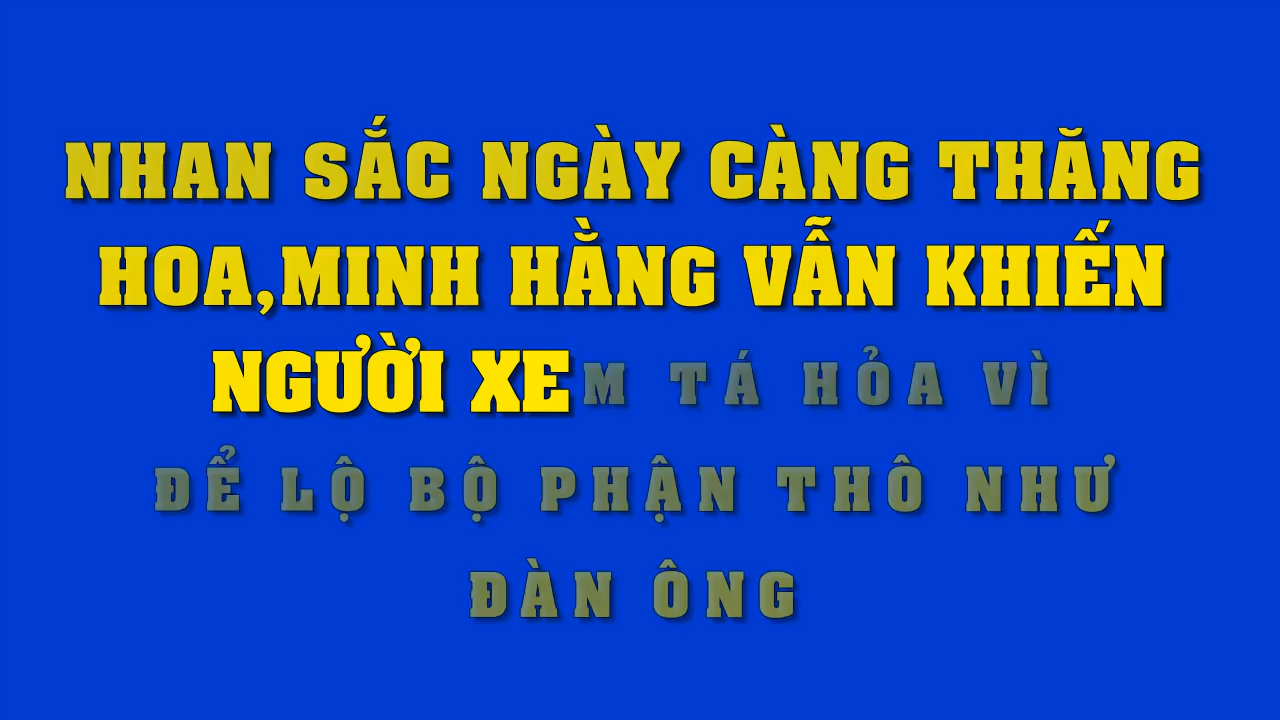 NHAN SẮC NGÀY CÀNG THĂNG
HOA,MINH HẰNG VẪN KHIẾN
NGƯỜI XEM TÁ HỎA VÌ
ĐỂ LỘ BỘ PHẬN THÔ NHƯ
ĐÀN ÔNG